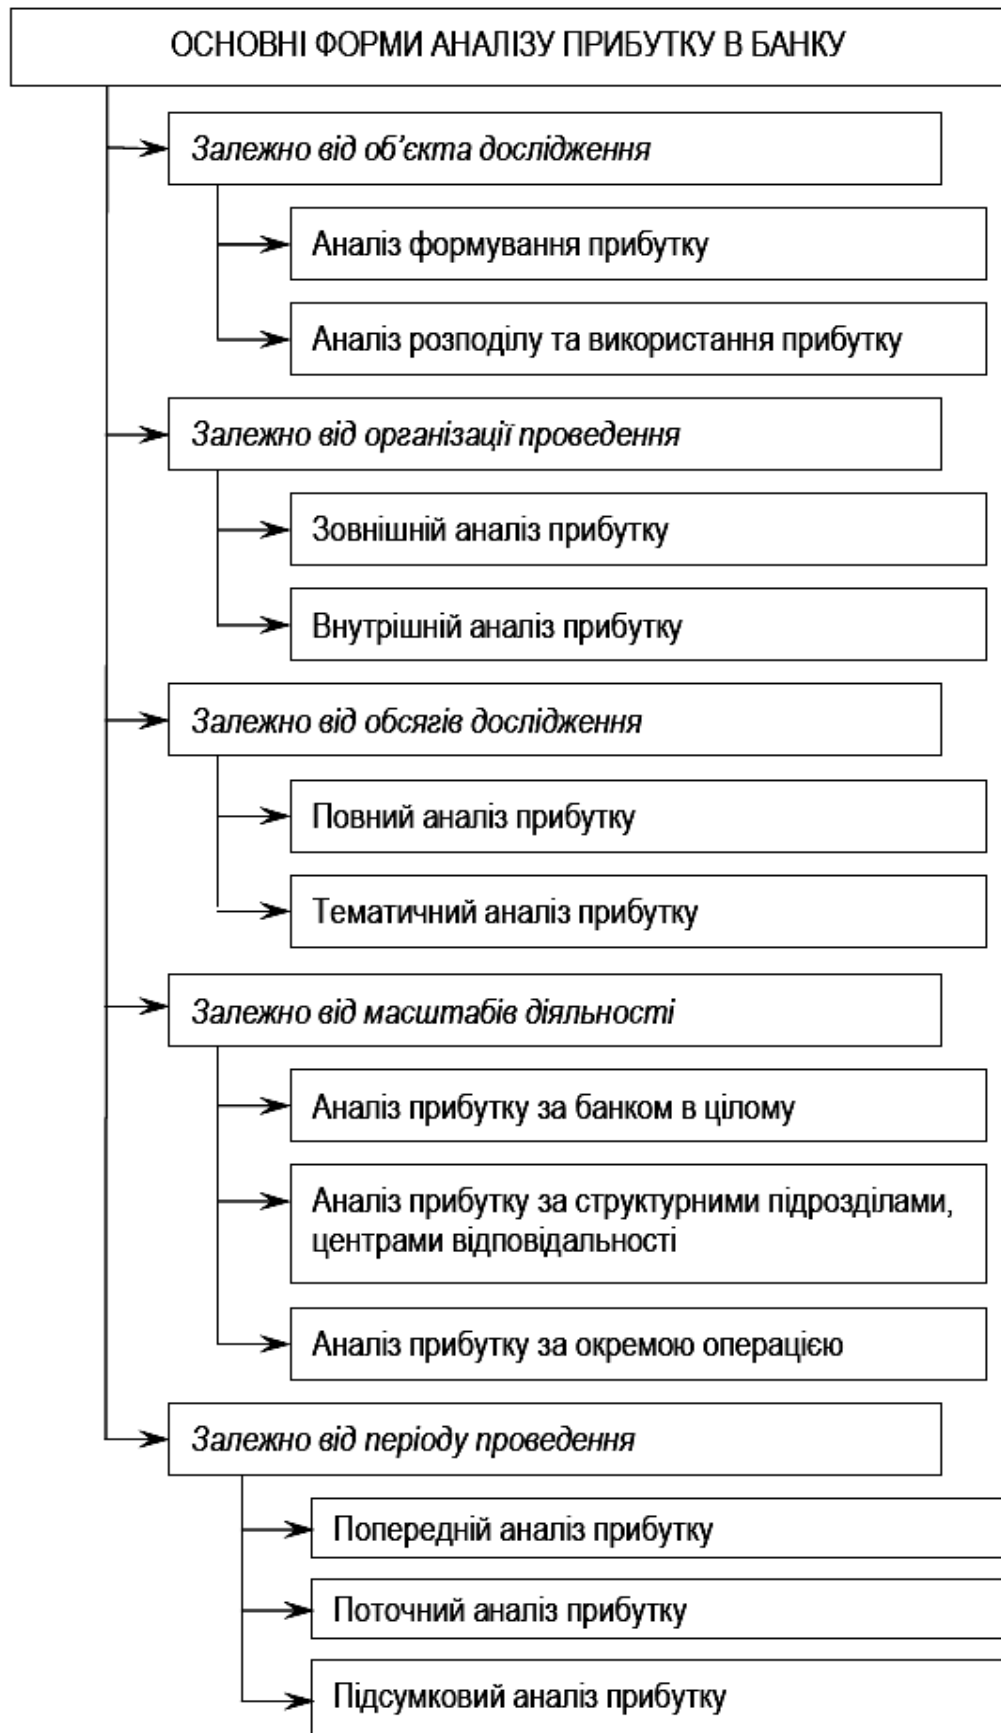 ОСНОВНІ ФОРМИ АНАЛІЗУ ПРИБУТКУ В БАНКУ
Залежно від об’єкта дослідження
Аналіз формування прибутку
Аналіз розподілу та використання прибутку
Залежно від організації проведення
Зовнішній аналіз прибутку
Внутрішній аналіз прибутку
Залежно від обсягів дослідження
Повний аналіз прибутку
Тематичний аналіз прибутку
Залежно від масштабів діяльності
Аналіз прибутку за банком в цілому
Аналіз прибутку за структурними підрозділами,
центрами відповідальності
Аналіз прибутку за окремою операцією
Залежно від періоду проведення
Попередній аналіз прибутку
Поточний аналіз прибутку
Підсумковий аналіз прибутку